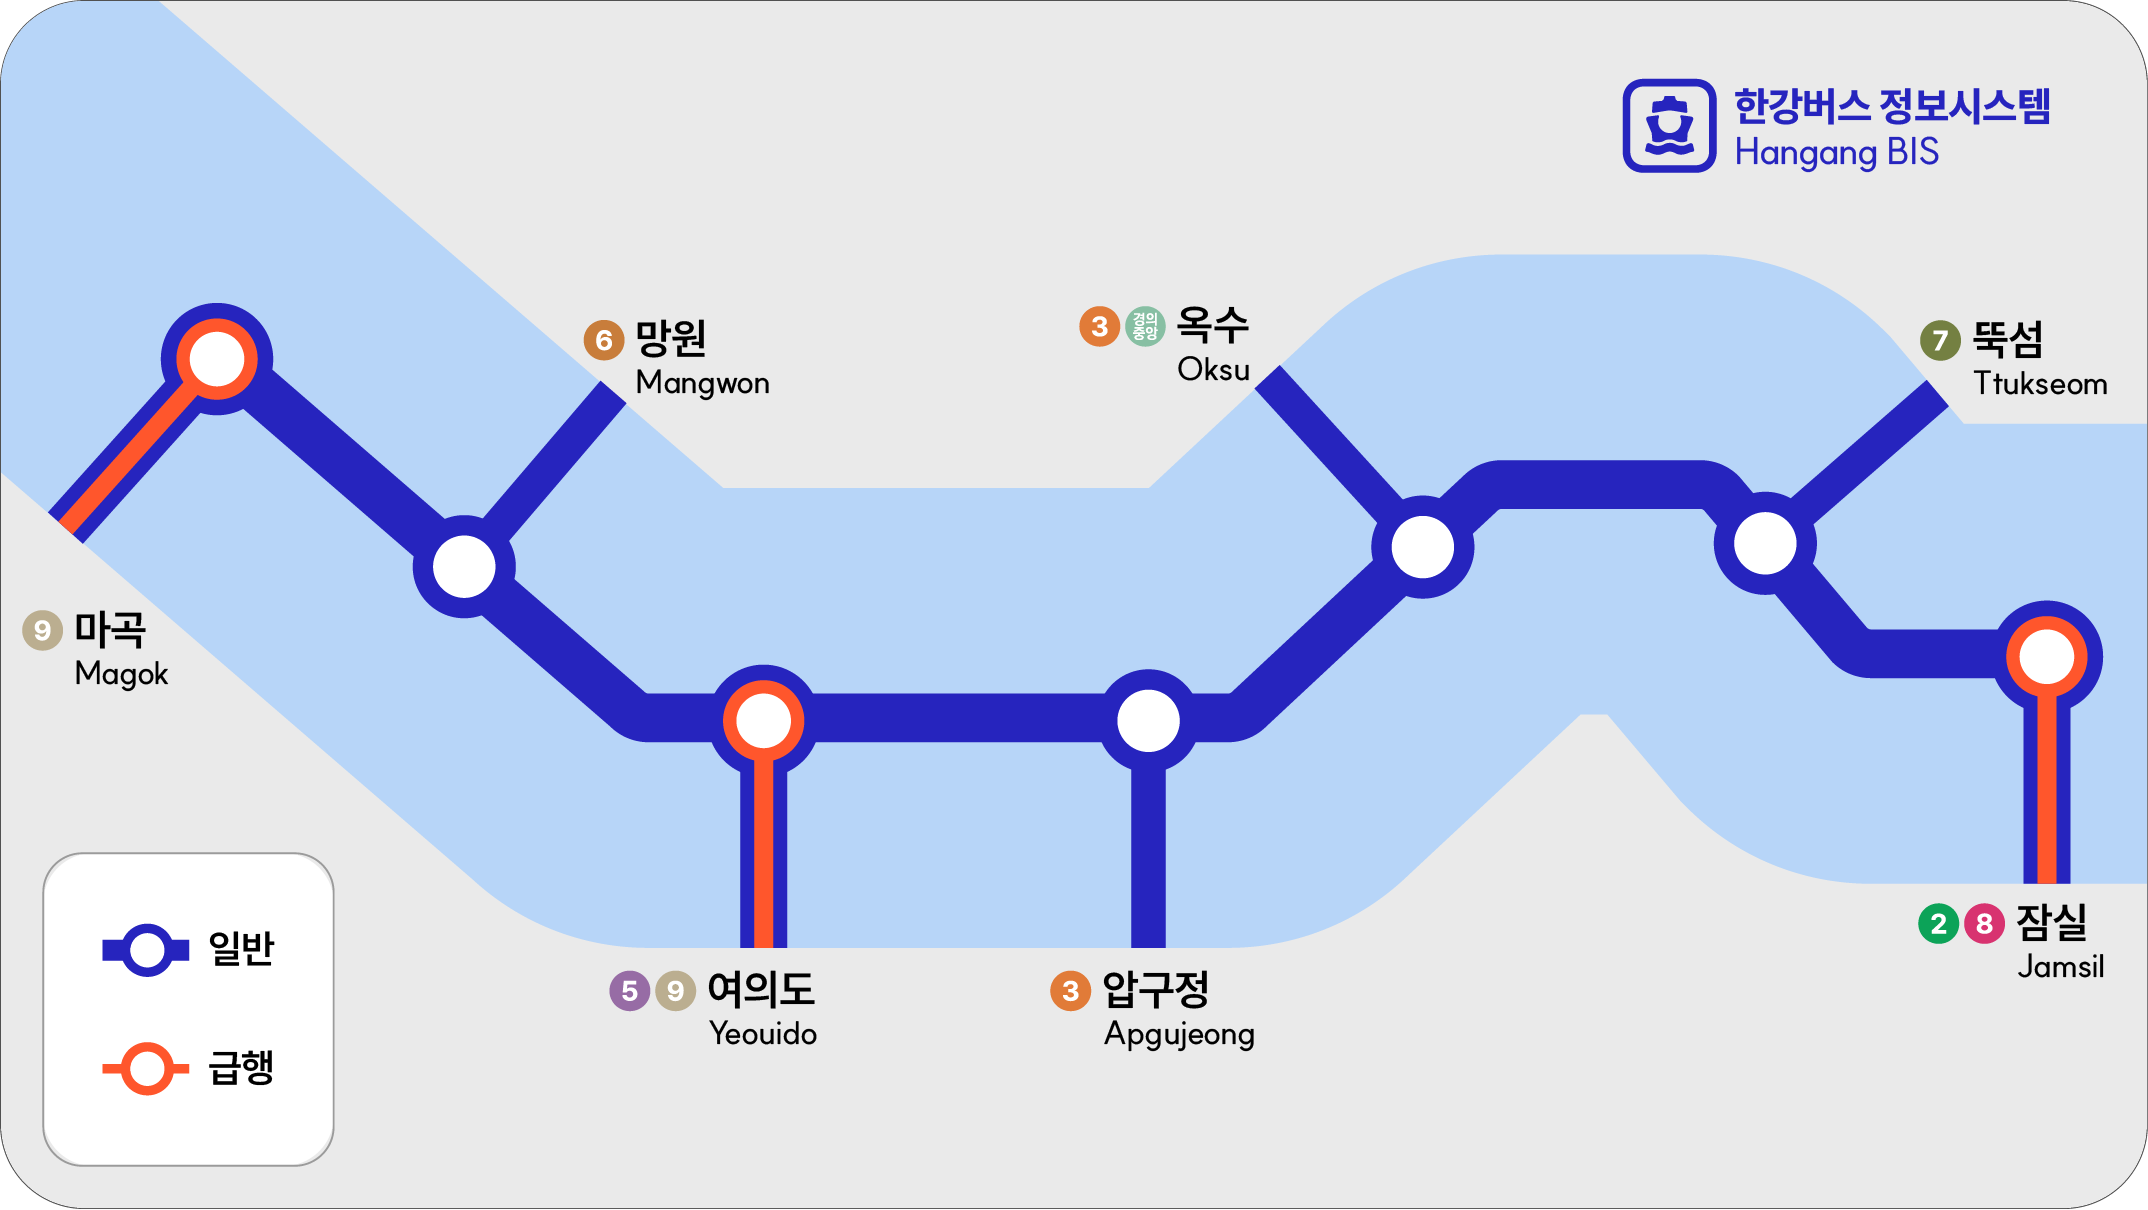 한강버스 정보시스템
Hangang BIS
6 망원
Mangwon
3 경의중앙 옥수
Oksu
7 뚝섬
Ttukseom
9 마곡
Magok
5 9 여의도
Yeouido
3 압구정
Apgujeong
2 8 잠실
Jamsil
일반
급행